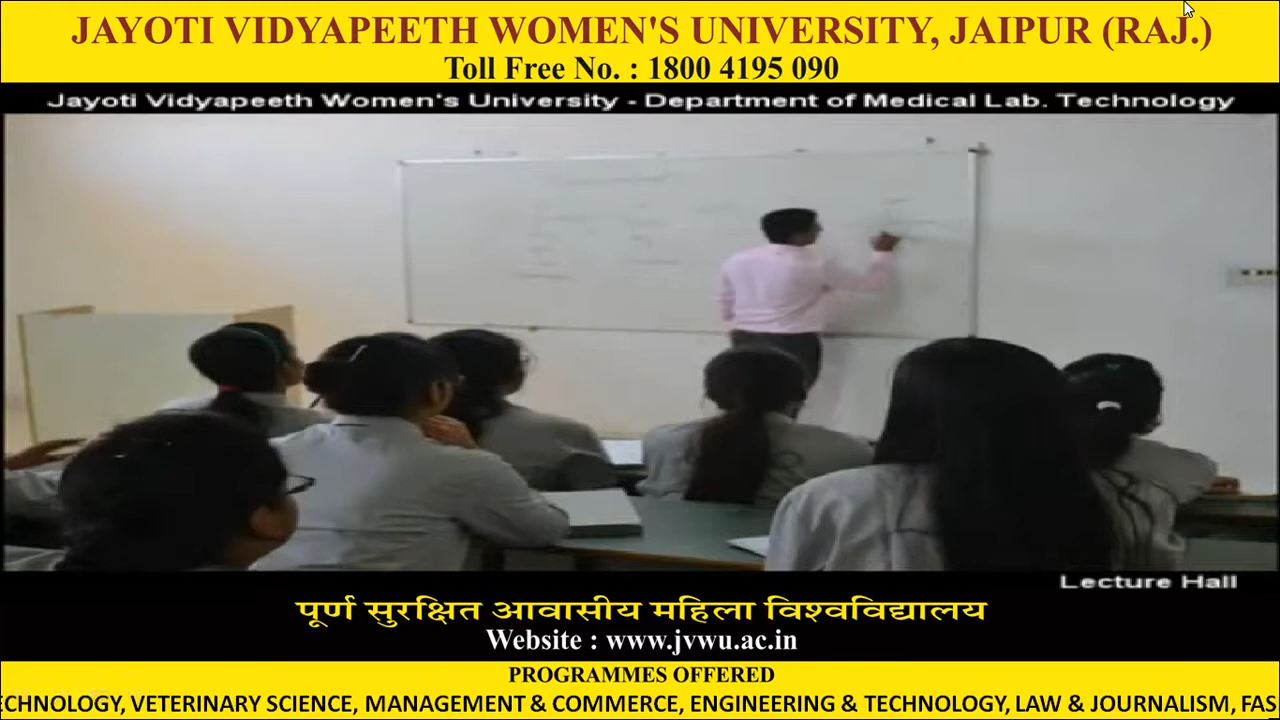 JAYOTI VIDYAPEETH WOMEN'S UNIVERSITY, JAIPUR (RAJ.)
Toll Free No. : 1800 4195 090
Jayoti Vidyapeeth Women's University - Department of Medical Lab. Technology
Lecture Hall
पूर्ण सुरक्षित आवासीय महिला विश्वविद्यालय
Website : www.jvwu.ac.in
PROGRAMMES OFFERED
ECHNOLOGY, VETERINARY SCIENCE, MANAGEMENT & COMMERCE, ENGINEERING & TECHNOLOGY, LAW & JOURNALISM, FAS